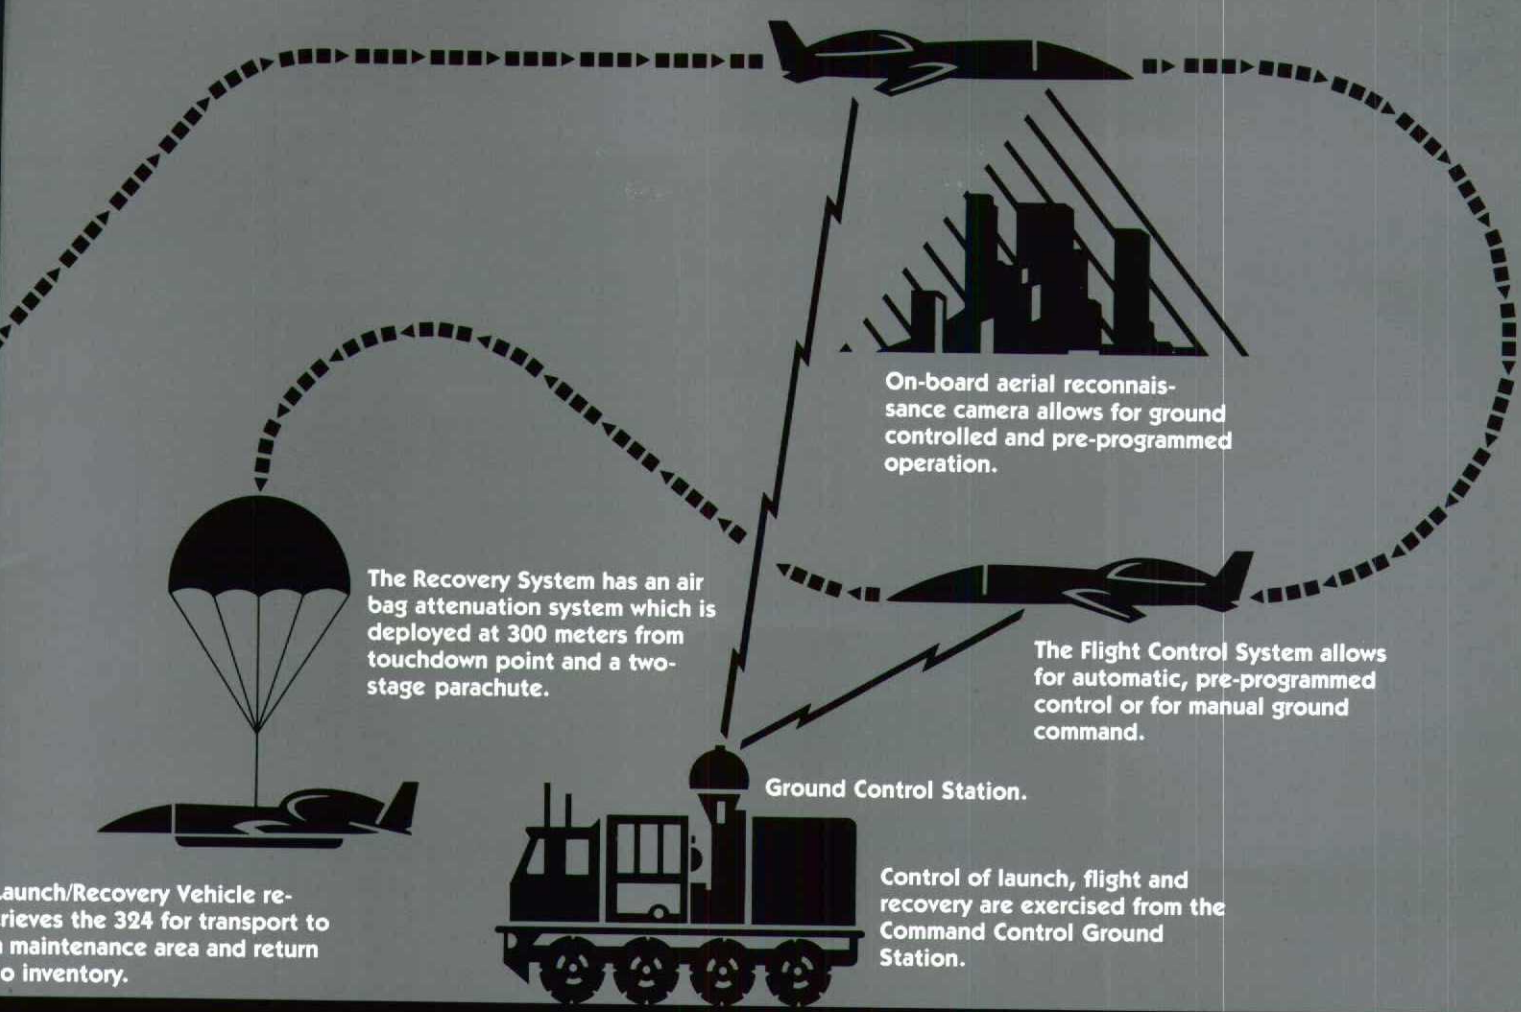 On-board aerial reconnais-
sance camera allows for ground
controlled and pre-programmed
operation.
The Recovery System has an air
bag attenuation system which is
deployed at 300 meters from
touchdown point and a two-
stage parachute.
The Flight Control System allows
for automatic, pre-programmed
control or for manual ground
command.
Ground Control Station.
Control of launch, flight and
recovery are exercised from the
Command Control Ground
Station.
aunch/Recovery Vehicle re-
rieves the 324 for transport to
maintenance area and return
o inventory.